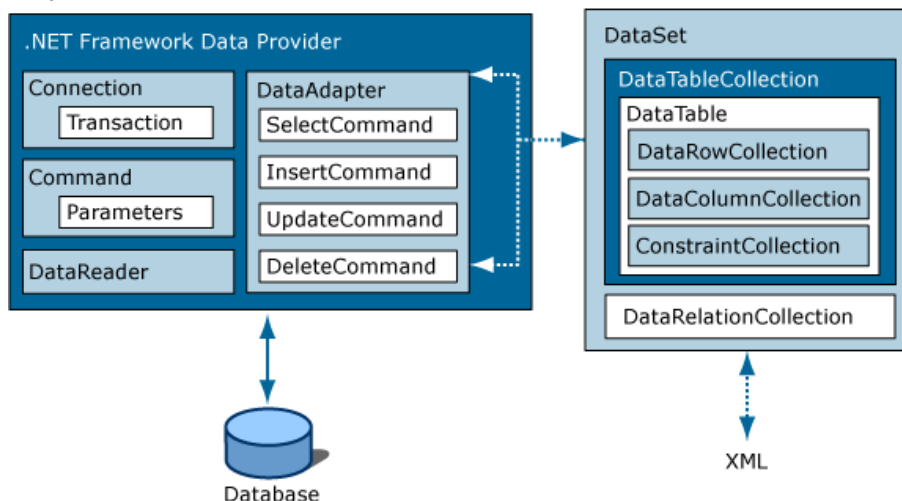 .NET Framework Data Provider
Connection
Transaction
Command
Parameters
DataReader
DataAdapter
SelectCommand
InsertCommand
UpdateCommand
DeleteCommand
Database
DataSet
DataTableCollection
DataTable
DataRowCollection
DataColumnCollection
ConstraintCollection
DataRelationCollection
XML